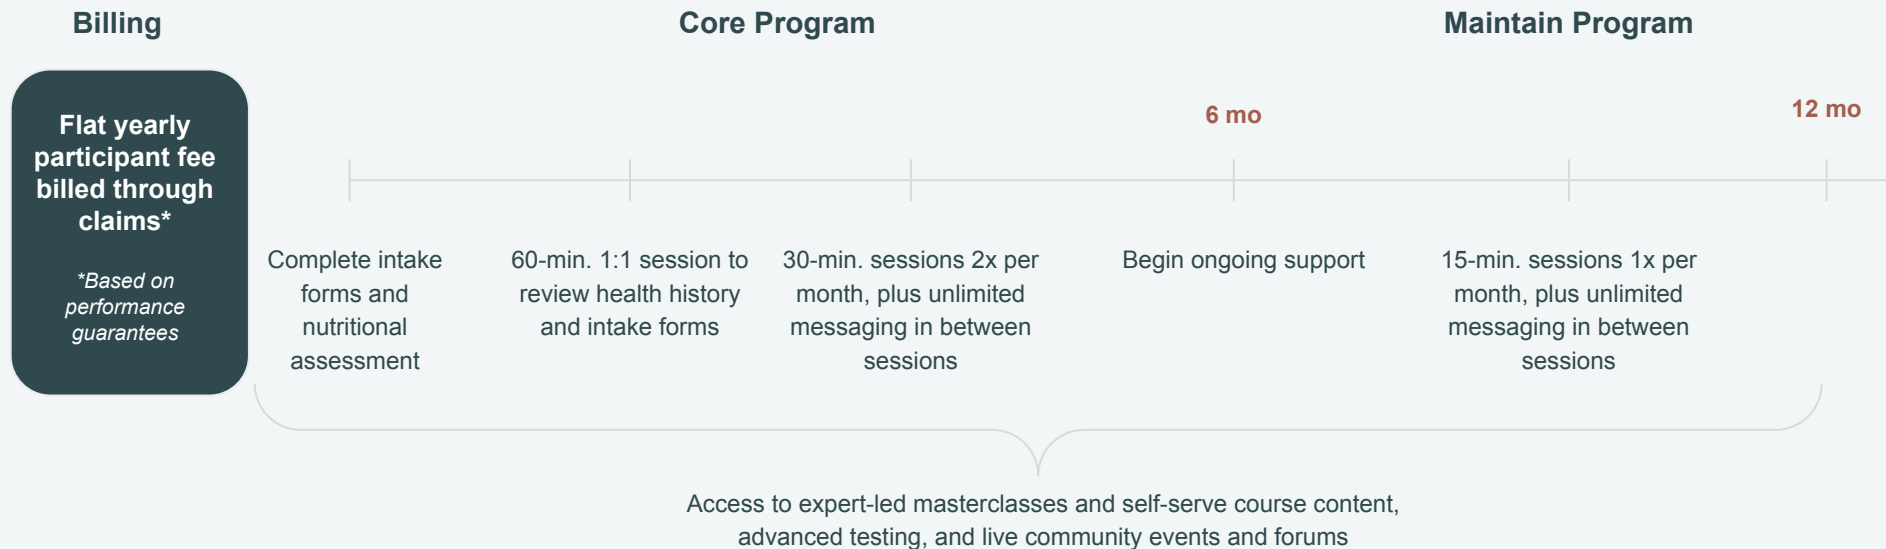 Billing
Core Program
Maintain Program
Flat yearly
participant fee
billed through
claims*
*Based on
performance
guarantees
6 mo
12 mo
Complete intake
forms and
nutritional
assessment
60-min. 1:1 session to
review health history
and intake forms
30-min. sessions 2x per
month, plus unlimited
messaging in between
sessions
Begin ongoing support
15-min. sessions 1x per
month, plus unlimited
messaging in between
sessions
Access to expert-led masterclasses and self-serve course content,
advanced testing, and live community events and forums